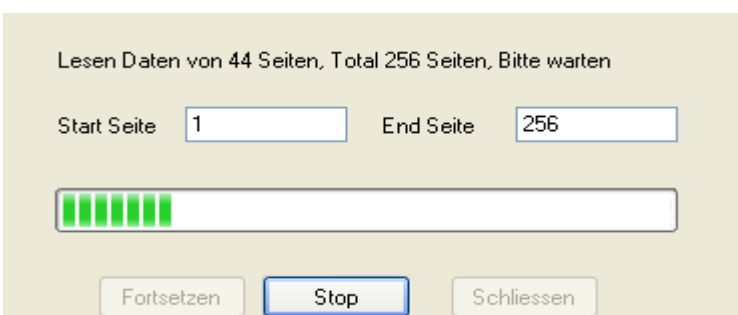 Lesen Daten von 44 Seiten, Total 256 Seiten, Bitte warten
Start Seite 1 End Seite 256
Fortsetzen Stop Schliessen